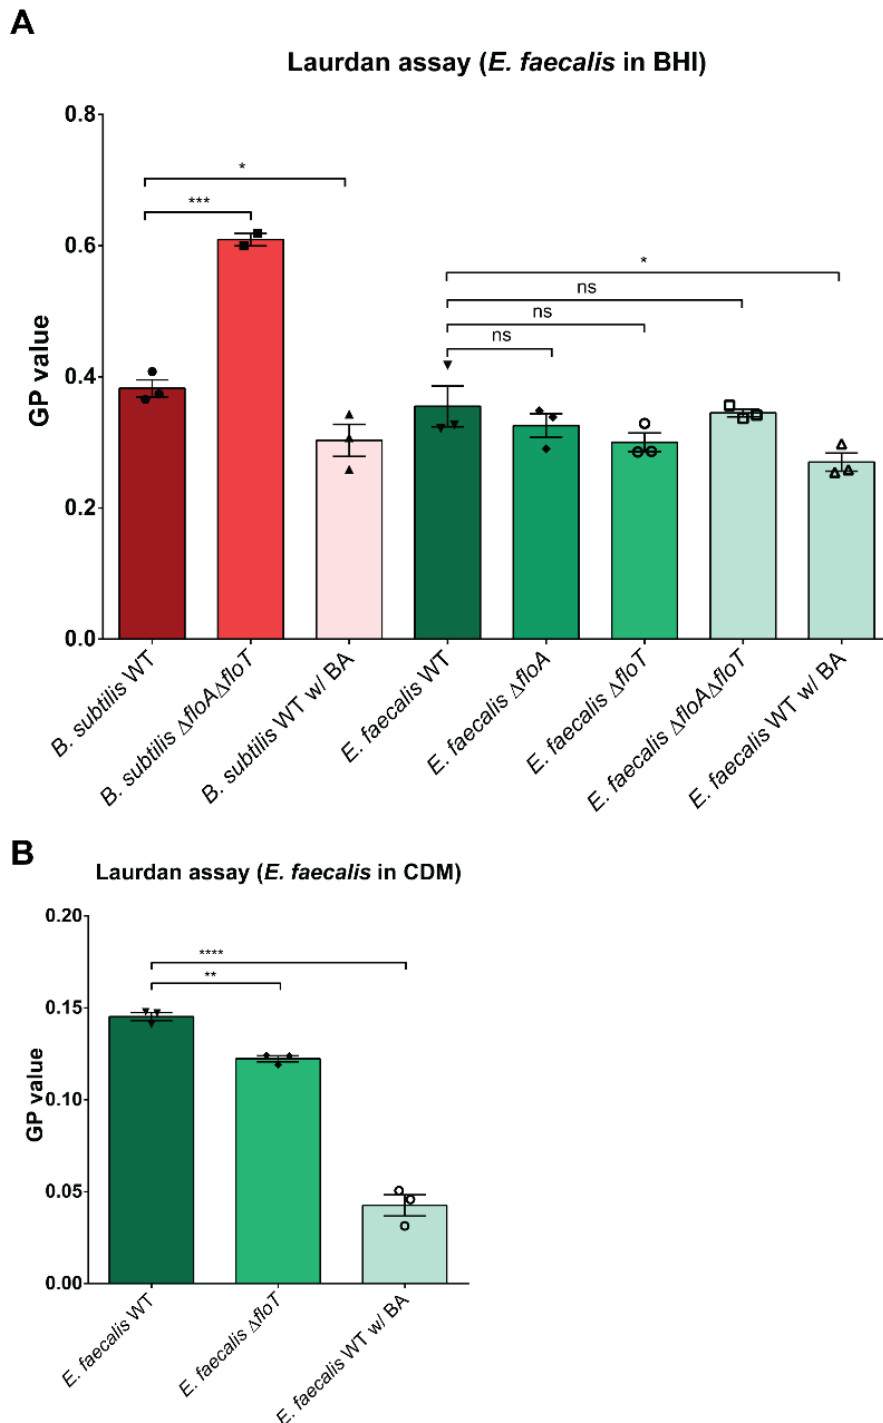 A
Laurdan assay (E. faecalis in BHI)
GP value
0.8
0.6
0.4
0.2
0.0
*
***
*
ns
ns
ns
B. subtilis WT
B. subtilis ΔfloAΔfloT
B. subtilis WT w/ BA
E. faecalis WT
E. faecalis ΔfloA
E. faecalis ΔfloT
E. faecalis ΔfloAΔfloT
E. faecalis WT w/ BA
B
Laurdan assay (E. faecalis in CDM)
GP value
0.20
0.15
0.10
0.05
0.00
****
**
E. faecalis WT
E. faecalis ΔfloT
E. faecalis WT w/ BA